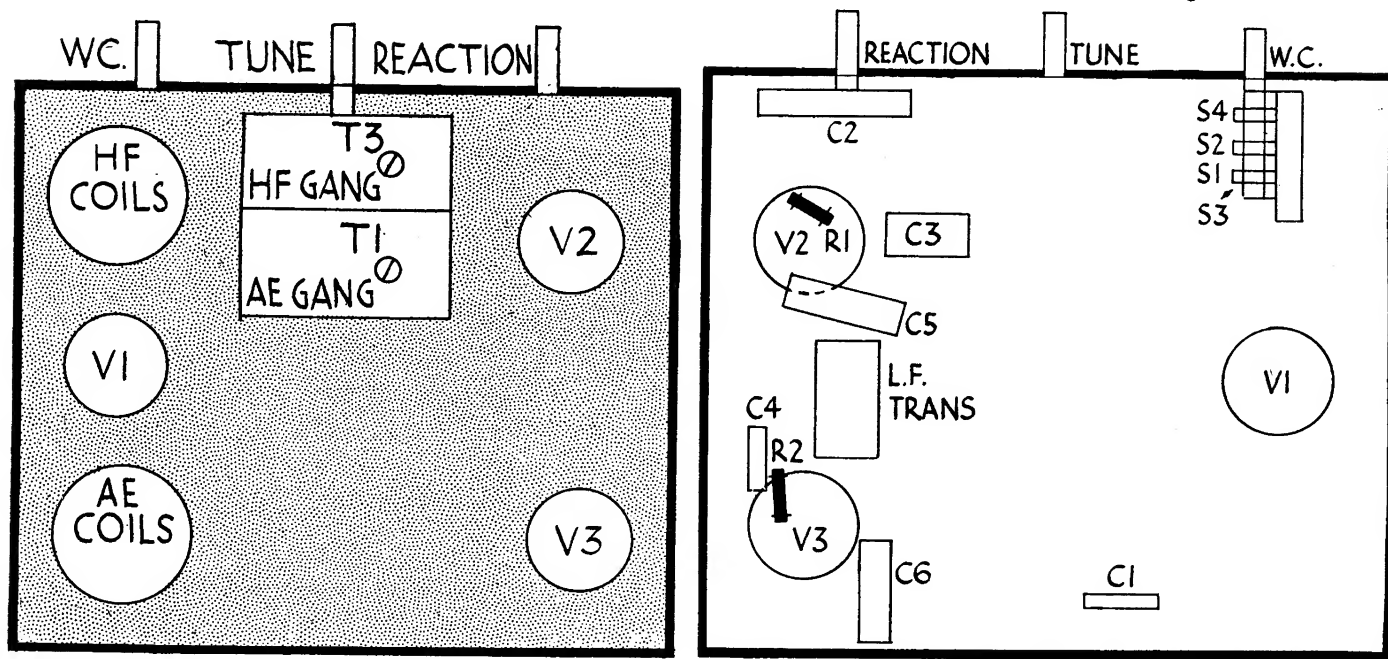 WC. TUNE REACTION
HF
COILS
T3
HF GANG
T1
AE GANG
V2
V1
AE
COILS
V3
REACTION TUNE W.C.
C2
S4
S2
S1
S3
V2 R1
C3
C5
L.F.
TRANS
V1
C4
R2
V3
C6
C1